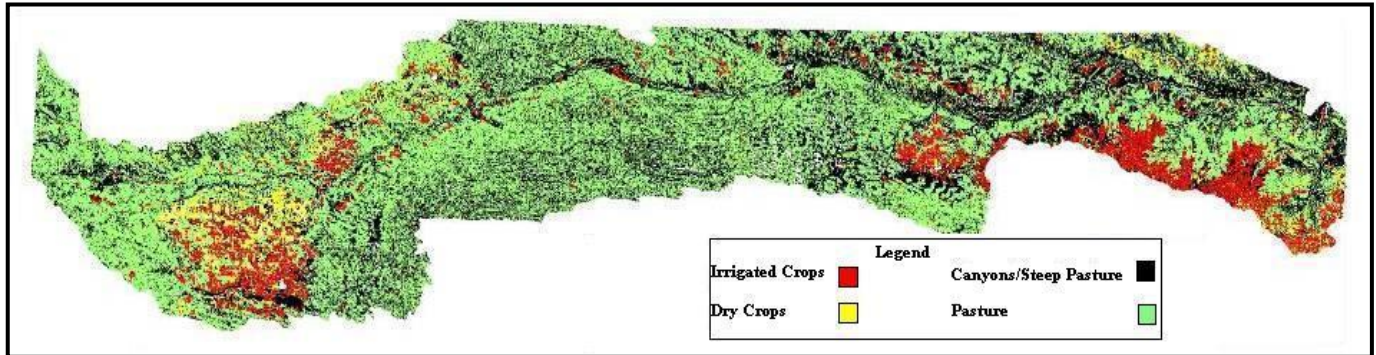 Legend
Irrigated Crops
Canyons/Steep Pasture
Dry Crops
Pasture